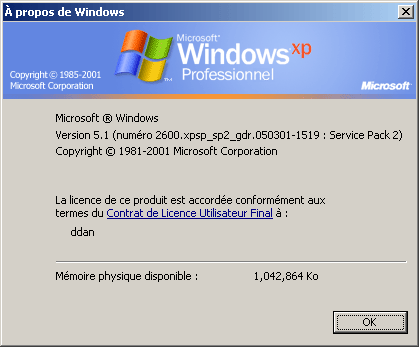 À propos de Windows
Microsoft®
Windows xp
Professionnel
Copyright © 1985-2001
Microsoft Corporation
Microsoft
Microsoft ® Windows
Version 5.1 (numéro 2600.xpsp_sp2_gdr.050301-1519 : Service Pack 2)
Copyright © 1981-2001 Microsoft Corporation
La licence de ce produit est accordée conformément aux
termes du Contrat de Licence Utilisateur Final à :
ddan
Mémoire physique disponible : 1,042,864 Ko
OK